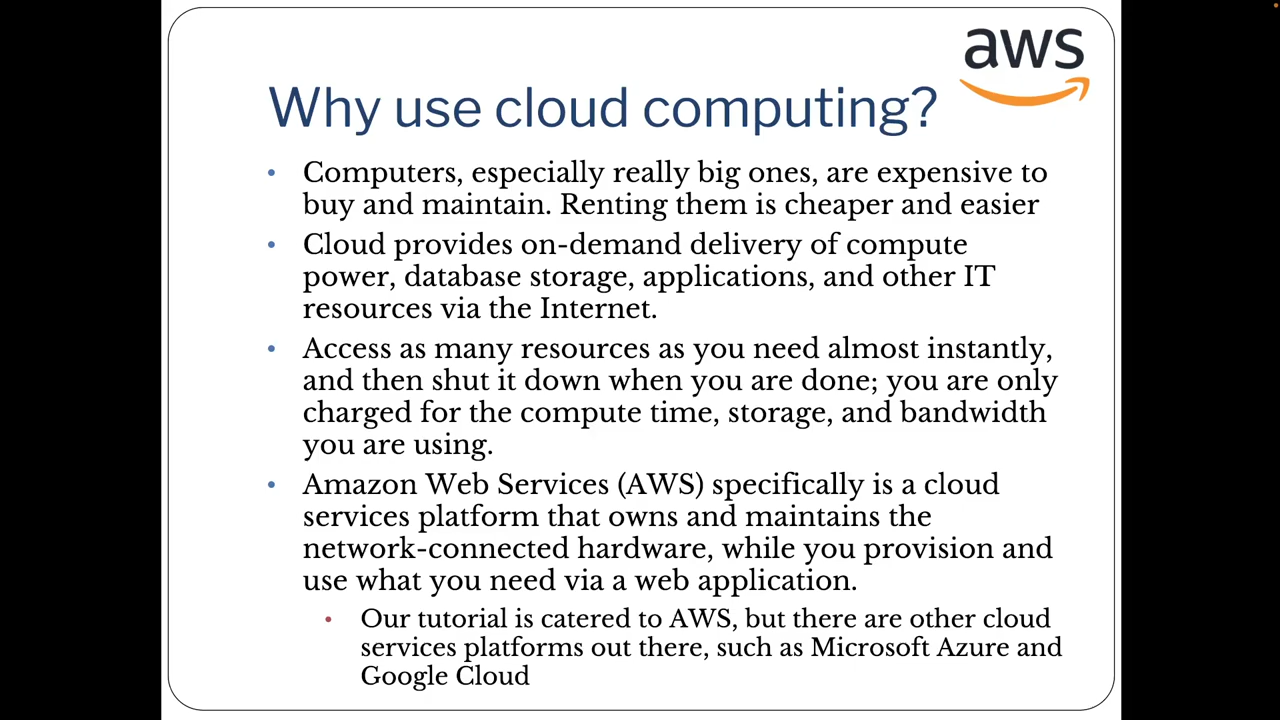 aws
Why use cloud computing?
• Computers, especially really big ones, are expensive to
buy and maintain. Renting them is cheaper and easier
• Cloud provides on-demand delivery of compute
power, database storage, applications, and other IT
resources via the Internet.
• Access as many resources as you need almost instantly,
and then shut it down when you are done; you are only
charged for the compute time, storage, and bandwidth
you are using.
• Amazon Web Services (AWS) specifically is a cloud
services platform that owns and maintains the
network-connected hardware, while you provision and
use what you need via a web application.
• Our tutorial is catered to AWS, but there are other cloud
services platforms out there, such as Microsoft Azure and
Google Cloud